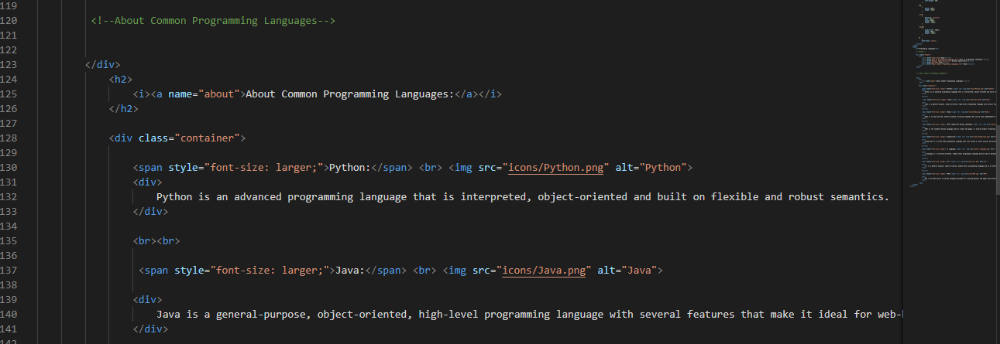 119
120 <!--About Common Programming Languages-->
121
122
123 </div>
124 <h2>
125 <i><a name="about">About Common Programming Languages:</a></i>
126 </h2>
127
128 <div class="container">
129
130 <span style="font-size: larger;">Python:</span> <br> <img src="icons/Python.png" alt="Python">
131 <div>
132 Python is an advanced programming language that is interpreted, object-oriented and built on flexible and robust semantics.
133 </div>
134
135 <br><br>
136
137 <span style="font-size: larger;">Java:</span> <br> <img src="icons/Java.png" alt="Java">
138
139 <div>
140 Java is a general-purpose, object-oriented, high-level programming language with several features that make it ideal for web-
141 </div>
142